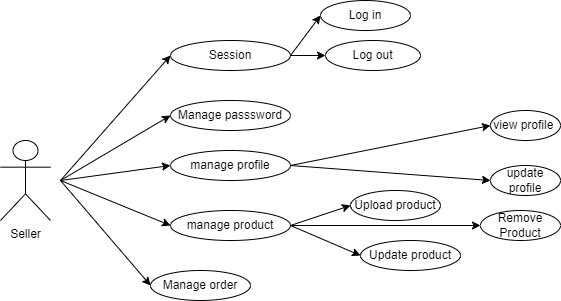 Log in
Session
Log out
Manage passsword
view profile
manage profile
update
profile
Upload product
manage product
Remove
Product
Seller
Update product
Manage order